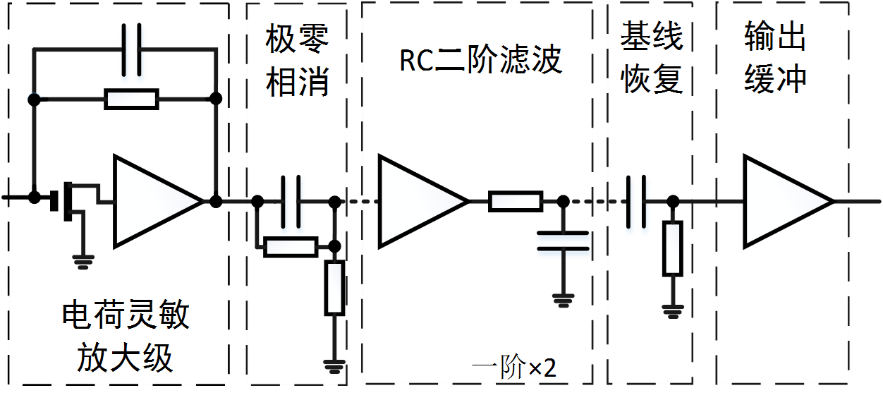 极零
相消
RC二阶滤波
基线
恢复
输出
缓冲
电荷灵敏
放大级
一阶×2